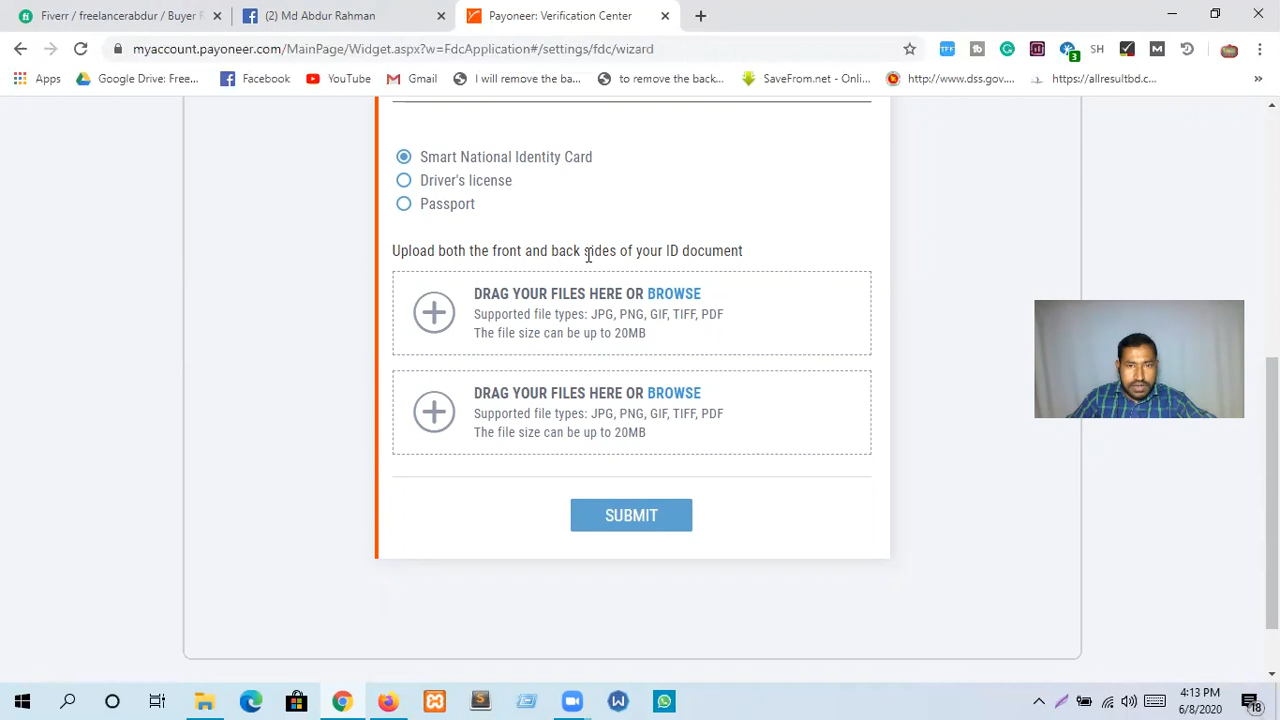 Fiverr / freelancerabdur / Buyer R
(2) Md Abdur Rahman
Payoneer: Verification Center
myaccount.payoneer.com/MainPage/Widget.aspx?w=FdcApplication#/settings/fdc/wizard
TFF
SH
3
M
Apps
Google Drive: Free...
Facebook
YouTube
Gmail
I will remove the ba...
to remove the back...
SaveFrom.net - Onli...
http://www.dss.gov....
https://allresultbd.c...
»
Smart National Identity Card
Driver's license
Passport
Upload both the front and back sides of your ID document
DRAG YOUR FILES HERE OR BROWSE
Supported file types: JPG, PNG, GIF, TIFF, PDF
The file size can be up to 20MB
DRAG YOUR FILES HERE OR BROWSE
Supported file types: JPG, PNG, GIF, TIFF, PDF
The file size can be up to 20MB
SUBMIT
4:13 PM
6/8/2020
18